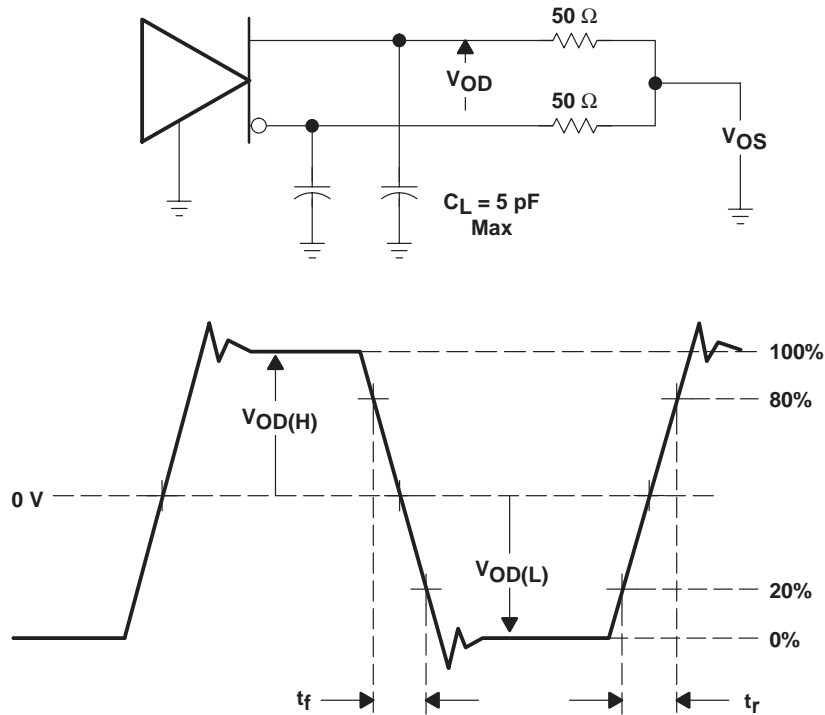 50 Ω
VOD
50 Ω
VOS
CL = 5 pF
Max
100%
80%
VOD(H)
0 V
VOD(L)
20%
0%
tf
tr